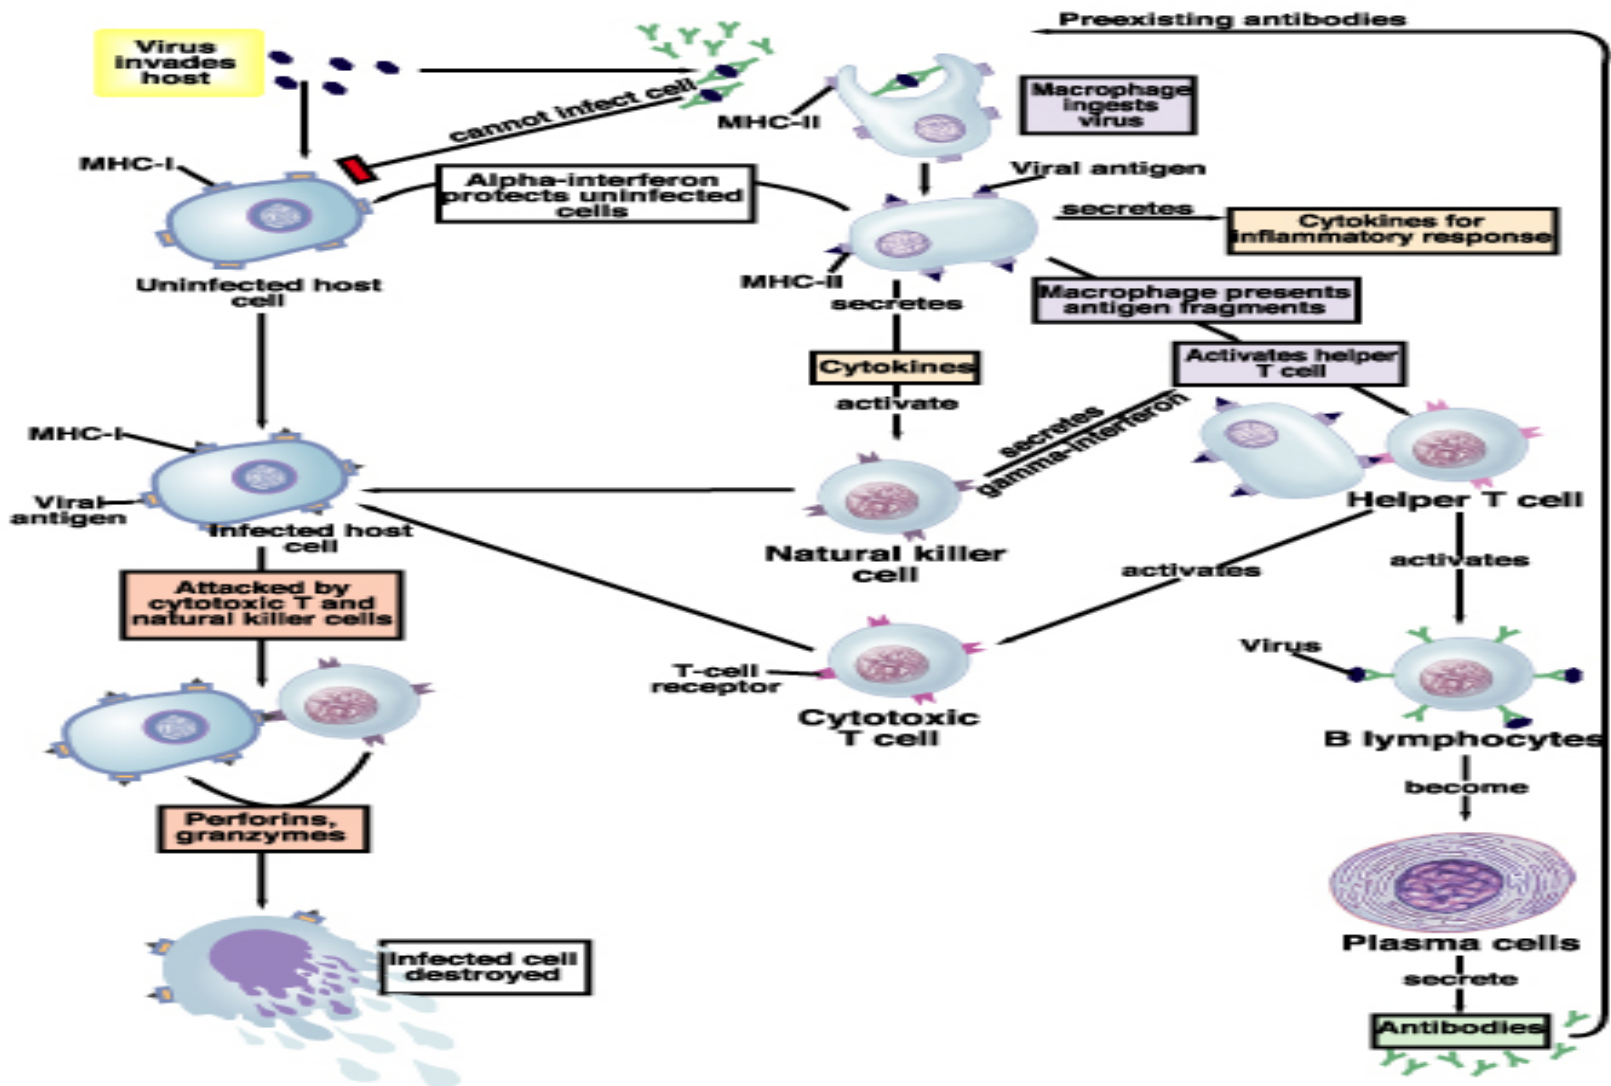 Preexisting antibodies
Virus
invades
host
cannot infect cell
MHC-II
Macrophage
ingests
virus
MHC-I
Alpha-interferon
protects uninfected
cells
Viral antigen
secretes
Cytokines for
inflammatory response
Uninfected host
cell
MHC-II
secretes
Macrophage presents
antigen fragments
Cytokines
activate
Activates helper
T cell
secretes
gamma-interferon
MHC-I
Viral
antigen
Infected host
cell
Helper T cell
Natural killer
cell
activates
activates
Attacked by
cytotoxic T and
natural killer cells
T-cell
receptor
Cytotoxic
T cell
Virus
B lymphocytes
become
Perforins,
granzymes
Plasma cells
secrete
Infected cell
destroyed
Antibodies